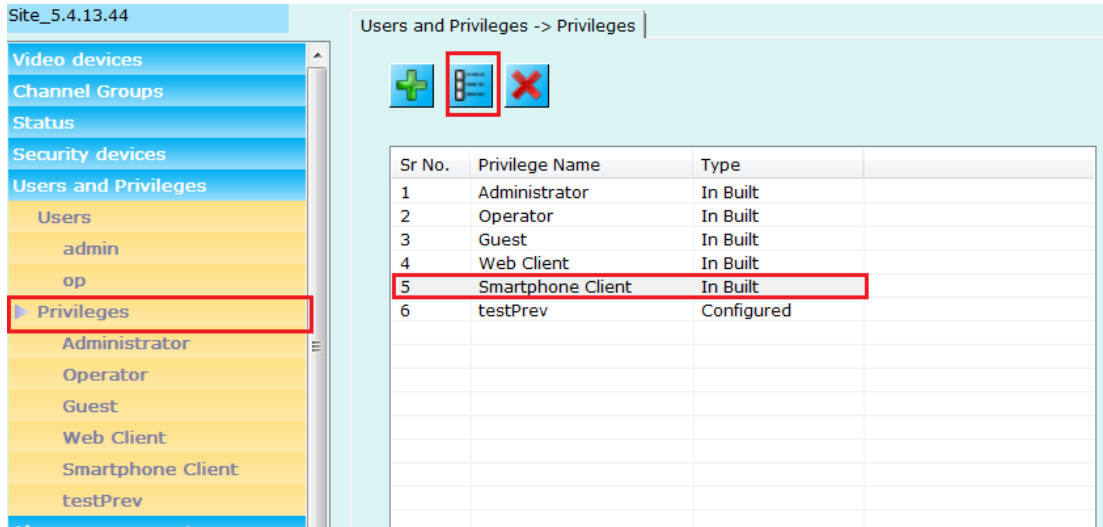 Site_5.4.13.44
Video devices
Channel Groups
Status
Security devices
Users and Privileges
Users
admin
op
Privileges
Administrator
Operator
Guest
Web Client
Smartphone Client
testPrev
Users and Privileges -> Privileges
Sr No. Privilege Name Type
1 Administrator In Built
2 Operator In Built
3 Guest In Built
4 Web Client In Built
5 Smartphone Client In Built
6 testPrev Configured